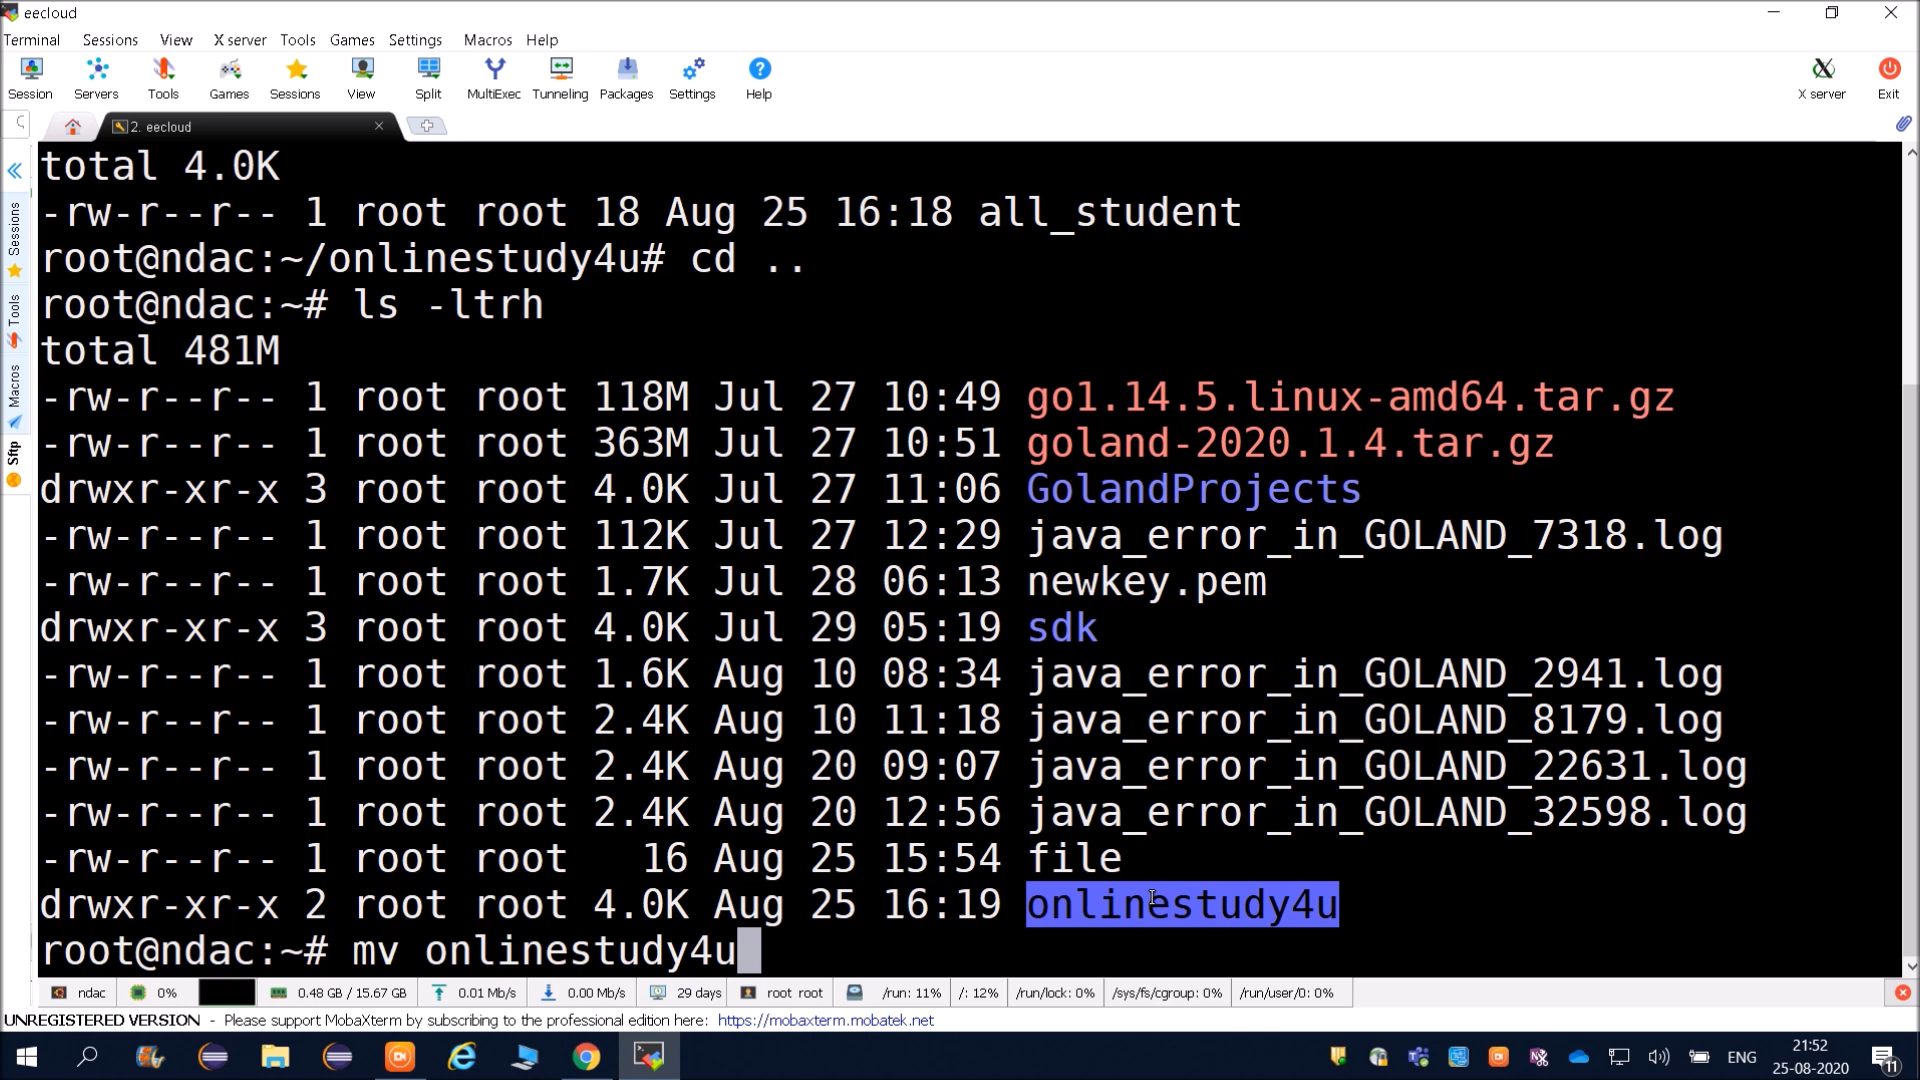 eecloud
Terminal Sessions View X server Tools Games Settings Macros Help
Session Servers Tools Games Sessions View Split MultiExec Tunneling Packages Settings Help X server Exit
2. eecloud
Sessions
Tools
Macros
Sftp
total 4.0K
-rw-r--r-- 1 root root 18 Aug 25 16:18 all_student
root@ndac:~/onlinestudy4u# cd ..
root@ndac:~# ls -ltrh
total 481M
-rw-r--r-- 1 root root 118M Jul 27 10:49 go1.14.5.linux-amd64.tar.gz
-rw-r--r-- 1 root root 363M Jul 27 10:51 goland-2020.1.4.tar.gz
drwxr-xr-x 3 root root 4.0K Jul 27 11:06 GolandProjects
-rw-r--r-- 1 root root 112K Jul 27 12:29 java_error_in_GOLAND_7318.log
-rw-r--r-- 1 root root 1.7K Jul 28 06:13 newkey.pem
drwxr-xr-x 3 root root 4.0K Jul 29 05:19 sdk
-rw-r--r-- 1 root root 1.6K Aug 10 08:34 java_error_in_GOLAND_2941.log
-rw-r--r-- 1 root root 2.4K Aug 10 11:18 java_error_in_GOLAND_8179.log
-rw-r--r-- 1 root root 2.4K Aug 20 09:07 java_error_in_GOLAND_22631.log
-rw-r--r-- 1 root root 2.4K Aug 20 12:56 java_error_in_GOLAND_32598.log
-rw-r--r-- 1 root root 16 Aug 25 15:54 file
drwxr-xr-x 2 root root 4.0K Aug 25 16:19 onlinestudy4u
root@ndac:~# mv onlinestudy4u
ndac 0% 0.48 GB / 15.67 GB 0.01 Mb/s 0.00 Mb/s 29 days root root /run: 11% /: 12% /run/lock: 0% /sys/fs/cgroup: 0% /run/user/0: 0%
UNREGISTERED VERSION - Please support MobaXterm by subscribing to the professional edition here: https://mobaxterm.mobatek.net
ENG 21:52
25-08-2020 11